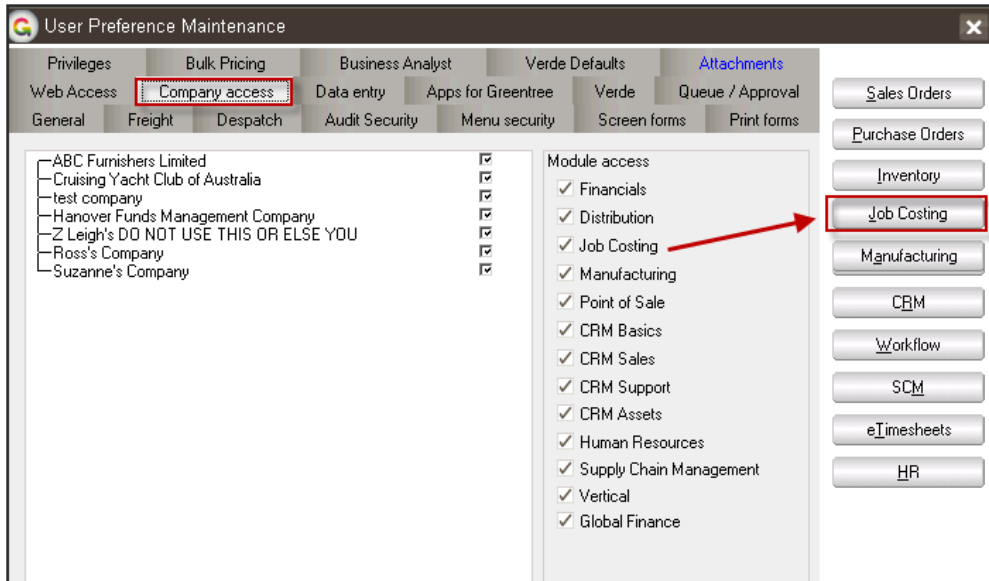 User Preference Maintenance
Privileges Bulk Pricing Business Analyst Verde Defaults Attachments
Web Access Company access Data entry Apps for Greentree Verde Queue / Approval
General Freight Despatch Audit Security Menu security Screen forms Print forms
ABC Furnishers Limited
Cruising Yacht Club of Australia
test company
Hanover Funds Management Company
Z Leigh's DO NOT USE THIS OR ELSE YOU
Ross's Company
Suzanne's Company
Module access
Financials
Distribution
Job Costing
Manufacturing
Point of Sale
CRM Basics
CRM Sales
CRM Support
CRM Assets
Human Resources
Supply Chain Management
Vertical
Global Finance
Sales Orders
Purchase Orders
Inventory
Job Costing
Manufacturing
CRM
Workflow
SCM
eTimesheets
HR